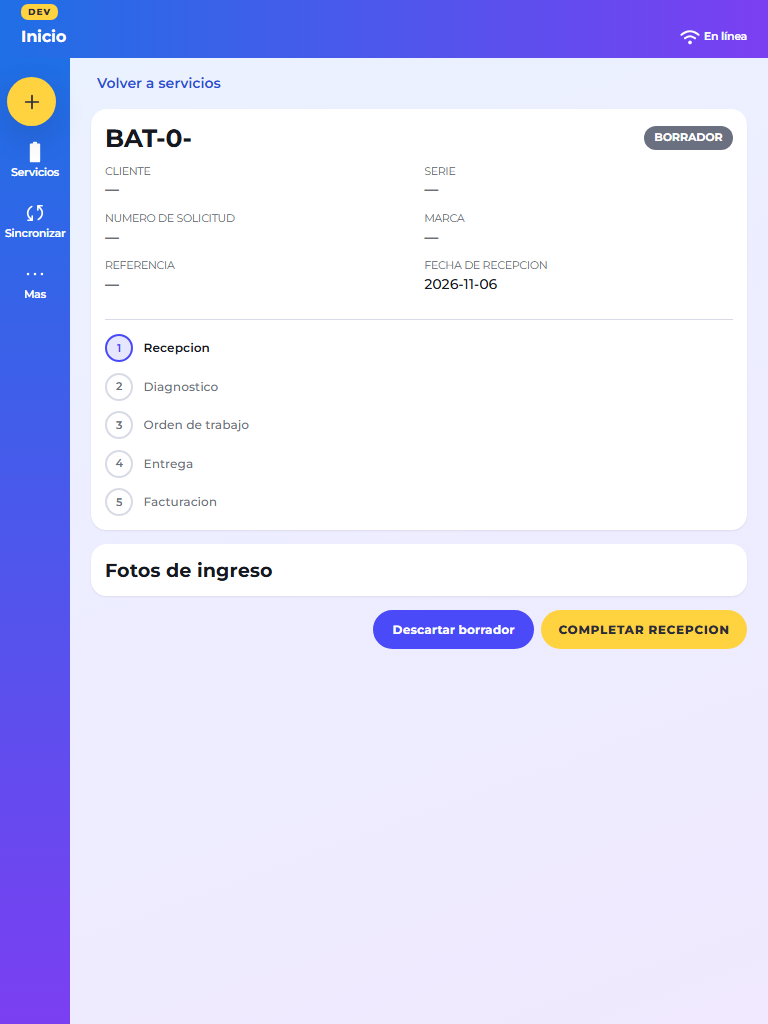 DEV
Inicio
En línea
Servicios
Sincronizar
Mas
Volver a servicios
BAT-0-
BORRADOR
CLIENTE
—
SERIE
—
NUMERO DE SOLICITUD
—
MARCA
—
REFERENCIA
—
FECHA DE RECEPCION
2026-11-06
1 Recepcion
2 Diagnostico
3 Orden de trabajo
4 Entrega
5 Facturacion
Fotos de ingreso
Descartar borrador
COMPLETAR RECEPCION